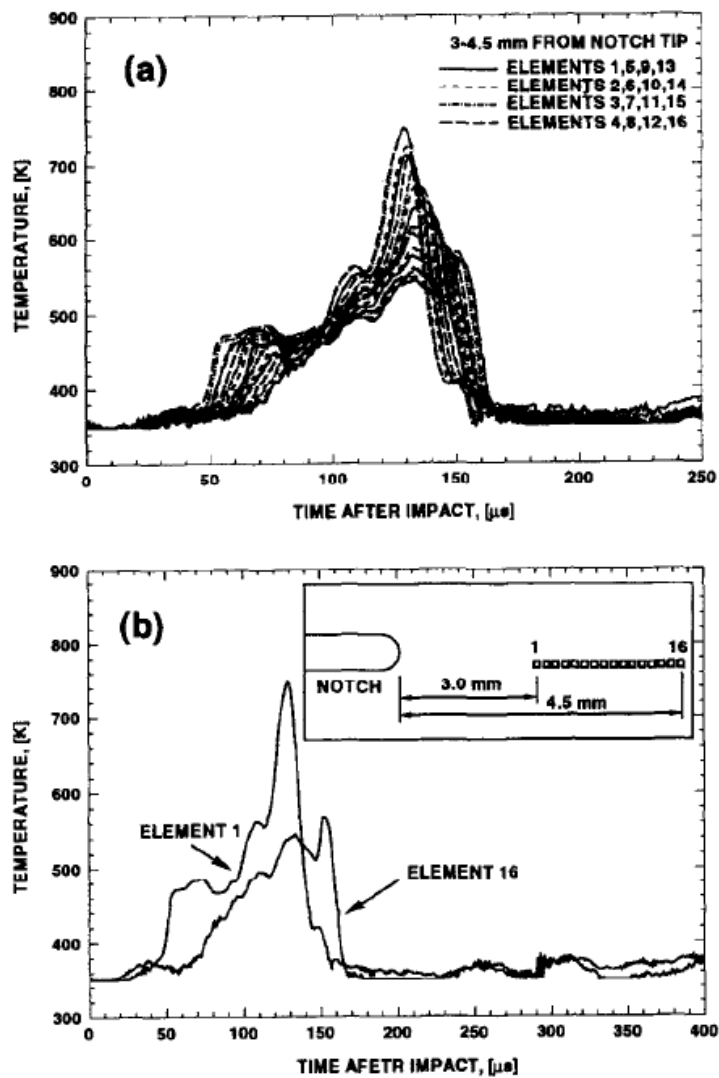 (a)
3-4.5 mm FROM NOTCH TIP
ELEMENTS 1,5,9,13
ELEMENTS 2,6,10,14
ELEMENTS 3,7,11,15
ELEMENTS 4,8,12,16
900
800
700
600
500
400
300
TEMPERATURE, [K]
0 50 100 150 200 250
TIME AFTER IMPACT, [μs]
(b)
900
800
700
600
500
400
300
TEMPERATURE, [K]
1 16
NOTCH
3.0 mm
4.5 mm
ELEMENT 1
ELEMENT 16
0 50 100 150 200 250 300 350 400
TIME AFETR IMPACT, [μs]